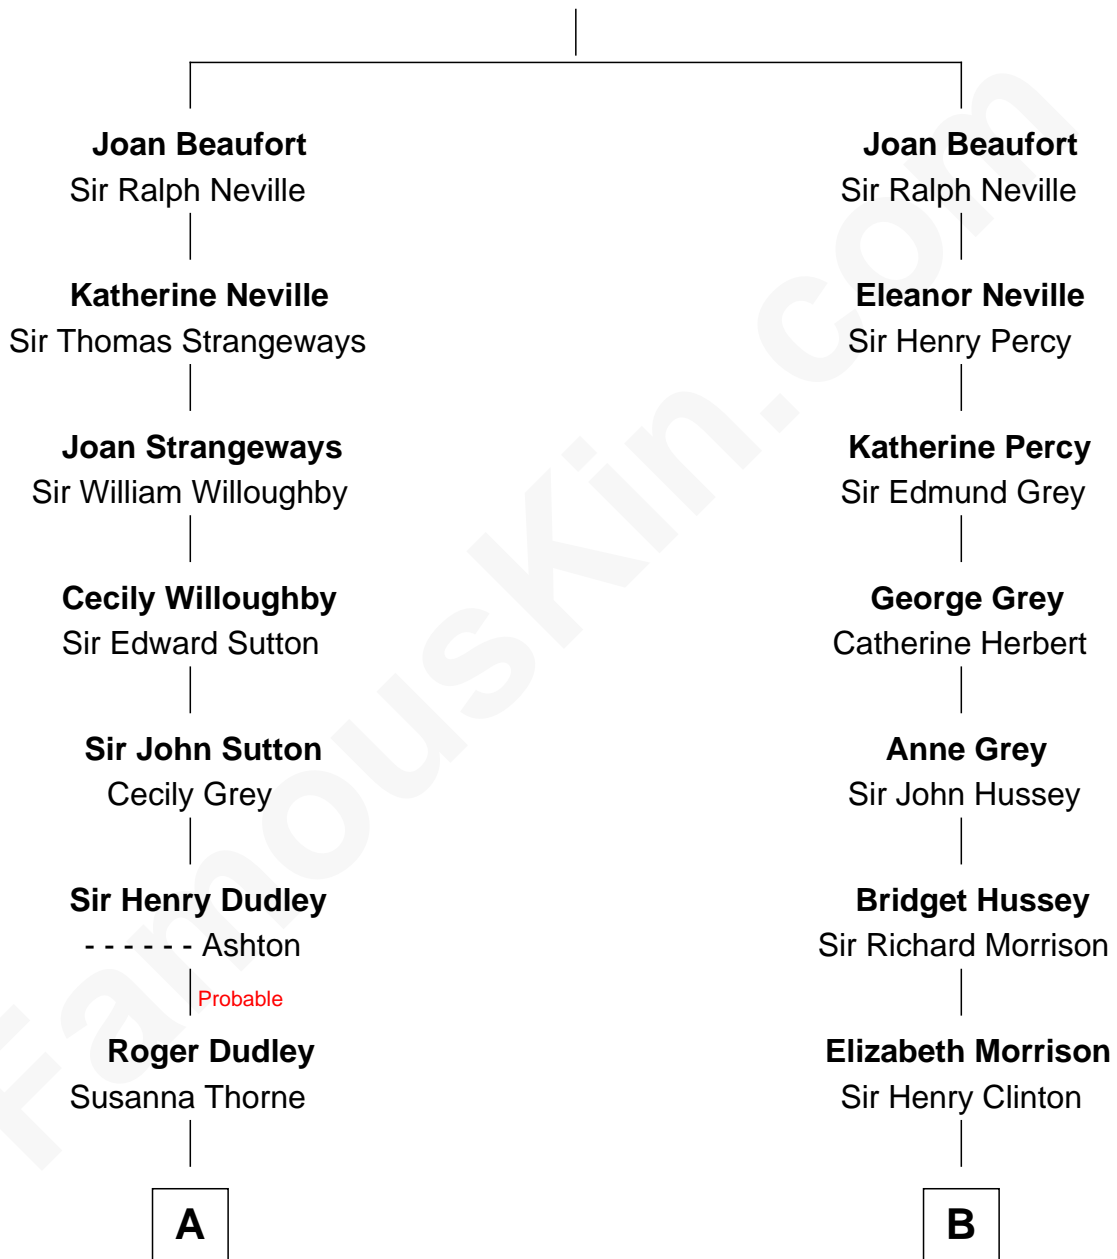 Joan Beaufort
Sir Ralph Neville
Katherine Neville
Sir Thomas Strangeways
Joan Strangeways
Sir William Willoughby
Cecily Willoughby
Sir Edward Sutton
Sir John Sutton
Cecily Grey
Sir Henry Dudley
- - - - - - Ashton
Probable
Roger Dudley
Susanna Thorne
A
Joan Beaufort
Sir Ralph Neville
Eleanor Neville
Sir Henry Percy
Katherine Percy
Sir Edmund Grey
George Grey
Catherine Herbert
Anne Grey
Sir John Hussey
Bridget Hussey
Sir Richard Morrison
Elizabeth Morrison
Sir Henry Clinton
B
FamousKin.com